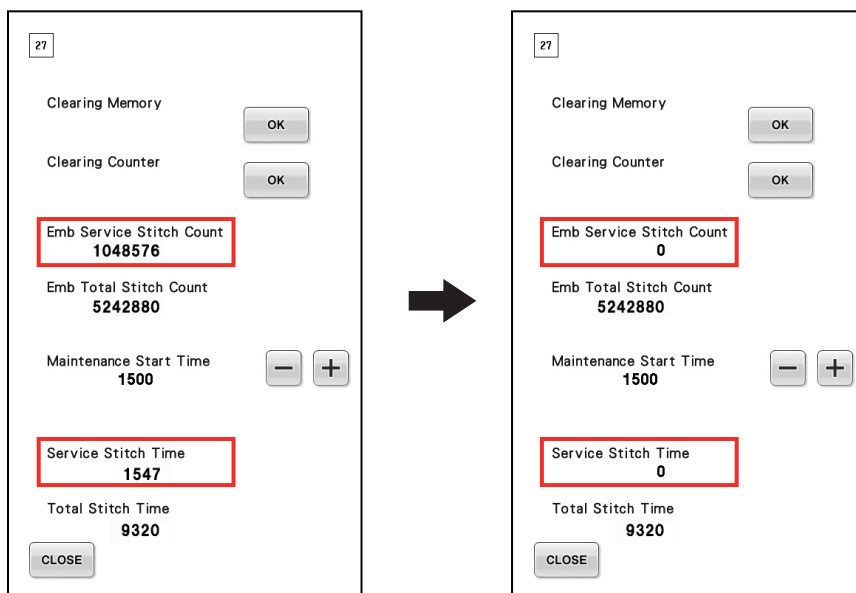 27
Clearing Memory
OK
Clearing Counter
OK
Emb Service Stitch Count
1048576
Emb Total Stitch Count
5242880
Maintenance Start Time
1500
− +
Service Stitch Time
1547
Total Stitch Time
9320
CLOSE
27
Clearing Memory
OK
Clearing Counter
OK
Emb Service Stitch Count
0
Emb Total Stitch Count
5242880
Maintenance Start Time
1500
− +
Service Stitch Time
0
Total Stitch Time
9320
CLOSE